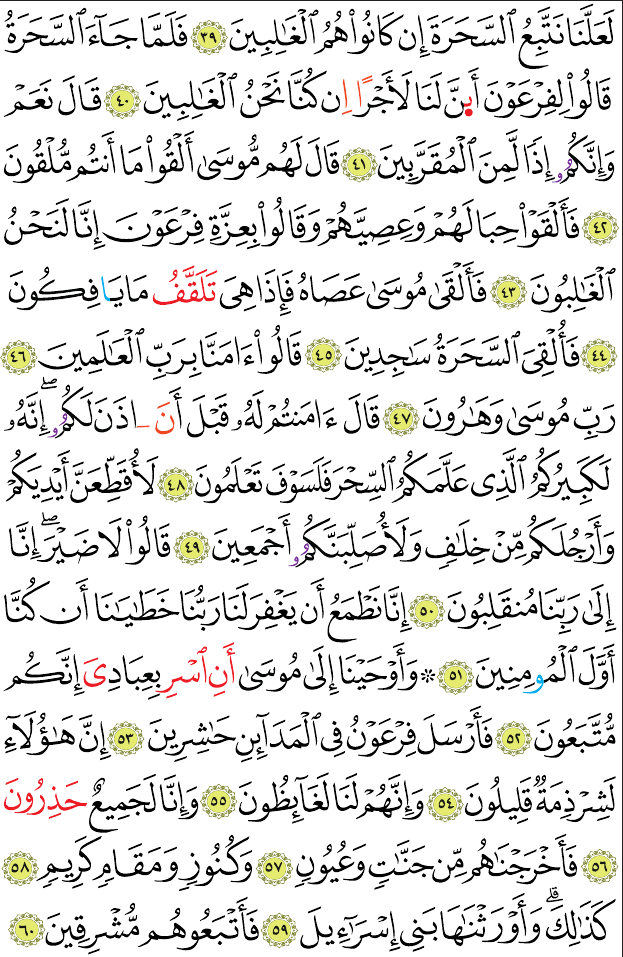 لَعَلَّنَا نَتَّبِعُ ٱلسَّحَرَةَ إِن كَانُوا۟ هُمُ ٱلْغَٰلِبِينَ ٣٩ فَلَمَّا جَآءَ ٱلسَّحَرَةُ
قَالُوا۟ لِفِرْعَوْنَ أَي۪نَّ لَنَا لَأَجْرًا اِن كُنَّا نَحْنُ ٱلْغَٰلِبِينَ ٤٠ قَالَ نَعَمْ
وَإِنَّكُمُۥ إِذًا لَّمِنَ ٱلْمُقَرَّبِينَ ٤١ قَالَ لَهُم مُّوسَىٰ أَلْقُوا۟ مَا أَنتُم مُّلْقُونَ
٤٢ فَأَلْقَوْا۟ حِبَالَهُمْ وَعِصِيَّهُمْ وَقَالُوا۟ بِعِزَّةِ فِرْعَوْنَ إِنَّا لَنَحْنُ
ٱلْغَٰلِبُونَ ٤٣ فَأَلْقَىٰ مُوسَىٰ عَصَاهُ فَإِذَا هِىَ تَلَقَّفُ مَا يَافِكُونَ
٤٤ فَأُلْقِىَ ٱلسَّحَرَةُ سَٰجِدِينَ ٤٥ قَالُوا۟ ءَامَنَّا بِرَبِّ ٱلْعَٰلَمِينَ ٤٦
رَبِّ مُوسَىٰ وَهَٰرُونَ ٤٧ قَالَ ءَامَنتُمْ لَهُۥ قَبْلَ أَنَ اذَنَ لَكُمُۥٓۖ إِنَّهُۥ
لَكَبِيرُكُمُ ٱلَّذِى عَلَّمَكُمُ ٱلسِّحْرَ فَلَسَوْفَ تَعْلَمُونَ ٤٨ لَأُقَطِّعَنَّ أَيْدِيَكُمْ
وَأَرْجُلَكُم مِّنْ خِلَٰفٍ وَلَأُصَلِّبَنَّكُمُۥ أَجْمَعِينَ ٤٩ قَالُوا۟ لَا ضَيْرَۖ إِنَّا
إِلَىٰ رَبِّنَا مُنقَلِبُونَ ٥٠ إِنَّا نَطْمَعُ أَن يَغْفِرَ لَنَا رَبُّنَا خَطَٰيَٰنَا أَن كُنَّا
أَوَّلَ ٱلْمُومِنِينَ ٥١ ۞ وَأَوْحَيْنَا إِلَىٰ مُوسَىٰ أَنِ ٱسْرِ بِعِبَادِىَ إِنَّكُم
مُّتَّبَعُونَ ٥٢ فَأَرْسَلَ فِرْعَوْنُ فِى ٱلْمَدَآئِنِ حَٰشِرِينَ ٥٣ إِنَّ هَٰؤُلَآءِ
لَشِرْذِمَةٌ قَلِيلُونَ ٥٤ وَإِنَّهُمْ لَنَا لَغَآئِظُونَ ٥٥ وَإِنَّا لَجَمِيعٌ حَذِرُونَ
٥٦ فَأَخْرَجْنَٰهُم مِّن جَنَّٰتٍ وَعُيُونٍ ٥٧ وَكُنُوزٍ وَمَقَامٍ كَرِيمٍ ٥٨
كَذَٰلِكَۖ وَأَوْرَثْنَٰهَا بَنِى إِسْرَٰٓءِيلَ ٥٩ فَأَتْبَعُوهُم مُّشْرِقِينَ ٦٠